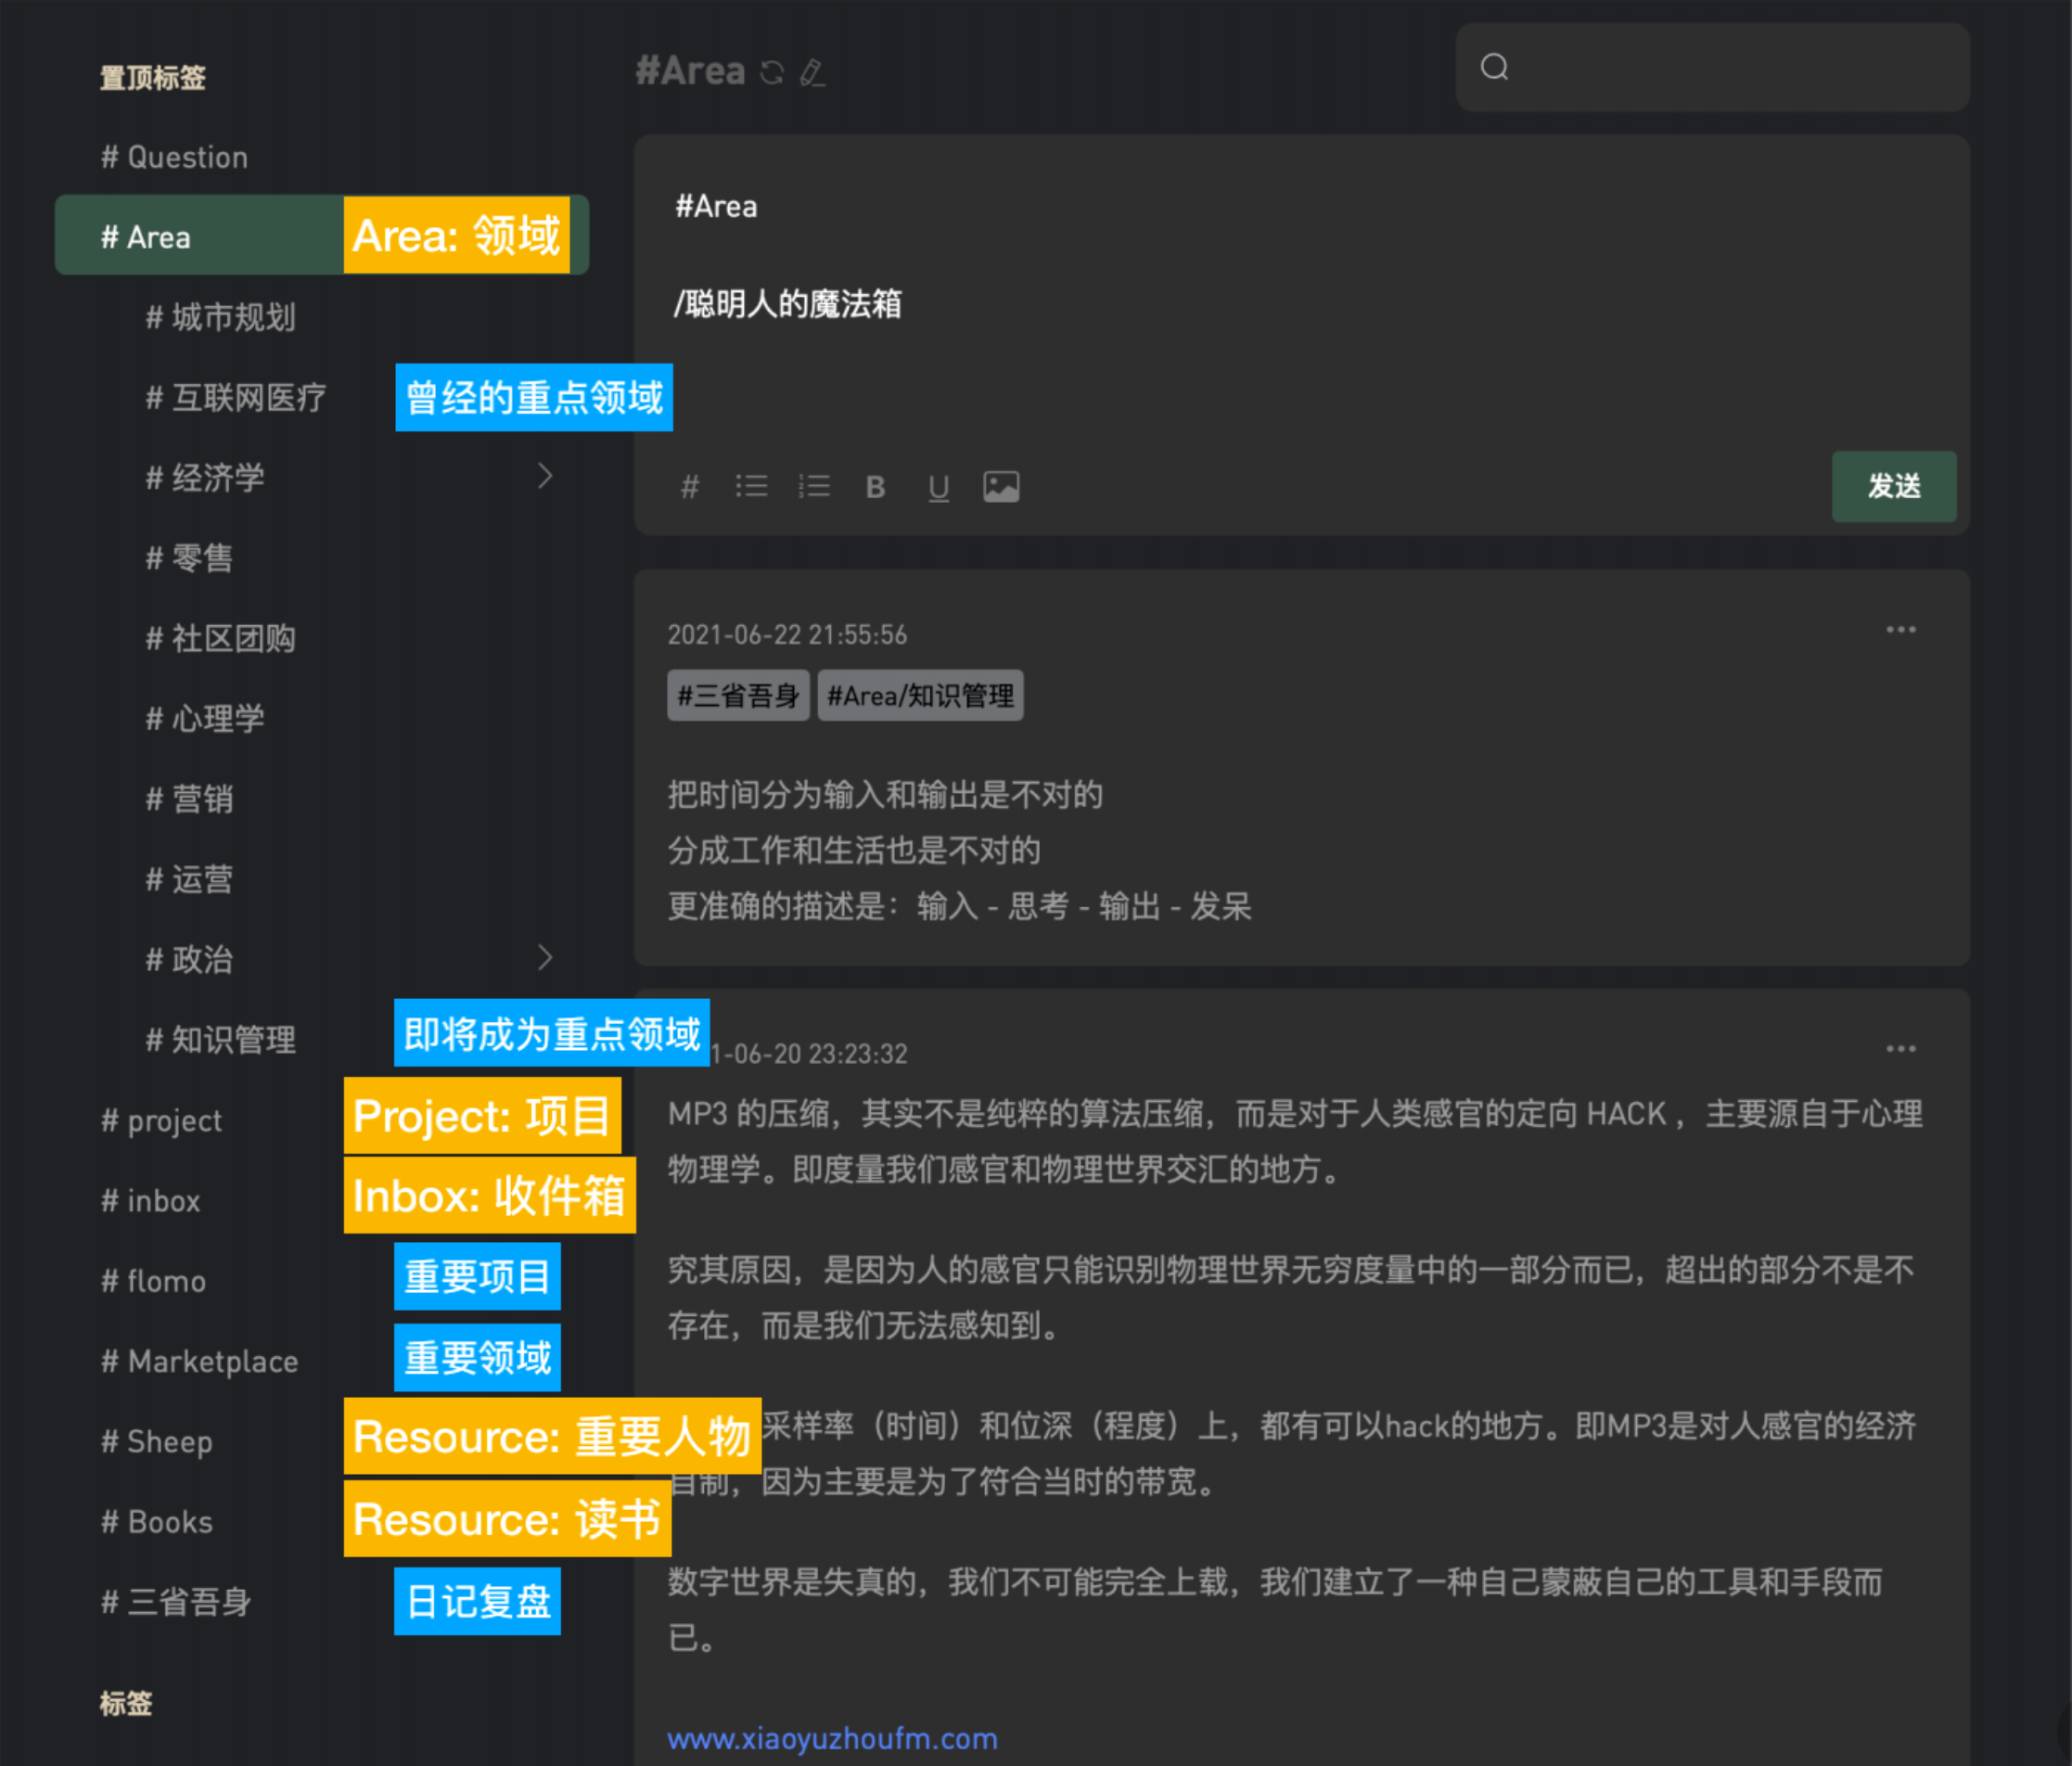 置顶标签
# Question
# Area
Area: 领域
# 城市规划
# 互联网医疗
曾经的重点领域
# 经济学
# 零售
# 社区团购
# 心理学
# 营销
# 运营
# 政治
# 知识管理
即将成为重点领域
# project
Project: 项目
# inbox
Inbox: 收件箱
# flomo
重要项目
# Marketplace
重要领域
# Sheep
Resource: 重要人物
# Books
Resource: 读书
# 三省吾身
日记复盘
标签
#Area
#Area
/聪明人的魔法箱
发送
2021-06-22 21:55:56
#三省吾身 #Area/知识管理
把时间分为输入和输出是不对的
分成工作和生活也是不对的
更准确的描述是：输入 - 思考 - 输出 - 发呆
1-06-20 23:23:32
MP3 的压缩，其实不是纯粹的算法压缩，而是对于人类感官的定向 HACK ，主要源自于心理
物理学。即度量我们感官和物理世界交汇的地方。
究其原因，是因为人的感官只能识别物理世界无穷度量中的一部分而已，超出的部分不是不
存在，而是我们无法感知到。
采样率（时间）和位深（程度）上，都有可以hack的地方。即MP3是对人感官的经济
自制，因为主要是为了符合当时的带宽。
数字世界是失真的，我们不可能完全上载，我们建立了一种自己蒙蔽自己的工具和手段而
已。
www.xiaoyuzhoufm.com